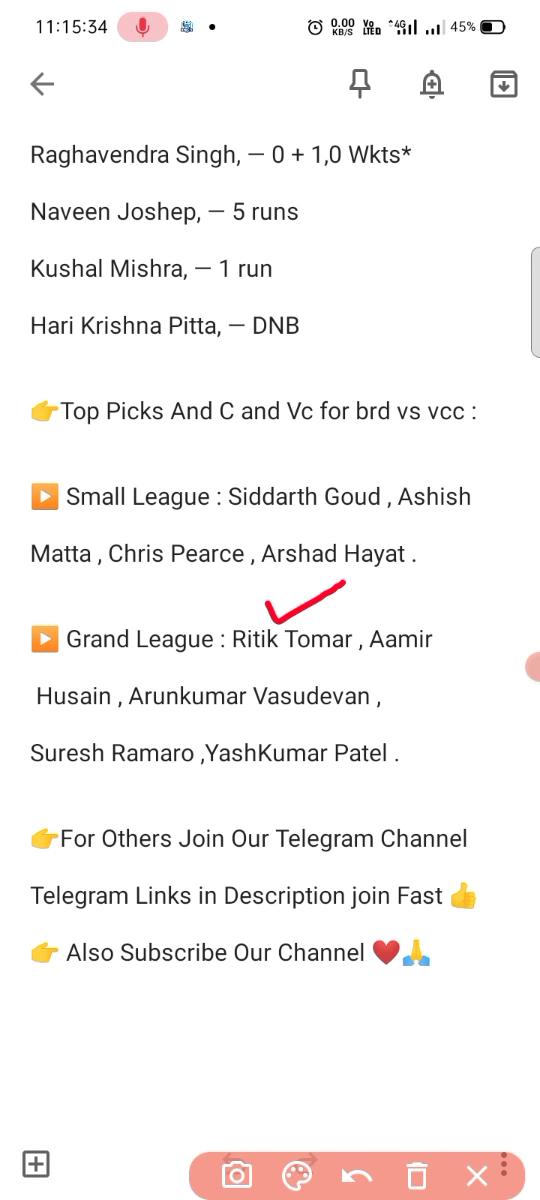 11:15:34 0.00 KB/S Vo LTED 4G 45%
Raghavendra Singh, — 0 + 1,0 Wkts*
Naveen Joshep, — 5 runs
Kushal Mishra, — 1 run
Hari Krishna Pitta, — DNB
👉Top Picks And C and Vc for brd vs vcc :
▶️ Small League : Siddarth Goud , Ashish
Matta , Chris Pearce , Arshad Hayat .
▶️ Grand League : Ritik Tomar , Aamir
Husain , Arunkumar Vasudevan ,
Suresh Ramaro ,YashKumar Patel .
👉For Others Join Our Telegram Channel
Telegram Links in Description join Fast 👍
👉 Also Subscribe Our Channel ❤️🙏